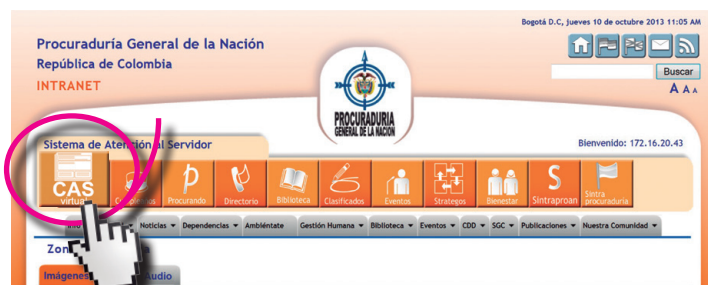 Bogotá D.C, jueves 10 de octubre 2013 11:05 AM
Procuraduría General de la Nación
República de Colombia
INTRANET
Buscar
A A A
PROCURADURIA
GENERAL DE LA NACION
Sistema de Atención al Servidor
Bienvenido: 172.16.20.43
CAS
virtual
Cumpleaños Procurando Directorio Biblioteca Clasificados Eventos Strategos Bienestar Sintraproan Sintra
procuraduría
Noticias Dependencias Ambiéntate Gestión Humana Biblioteca Eventos CDD SGC Publicaciones Nuestra Comunidad
Imágenes Audio